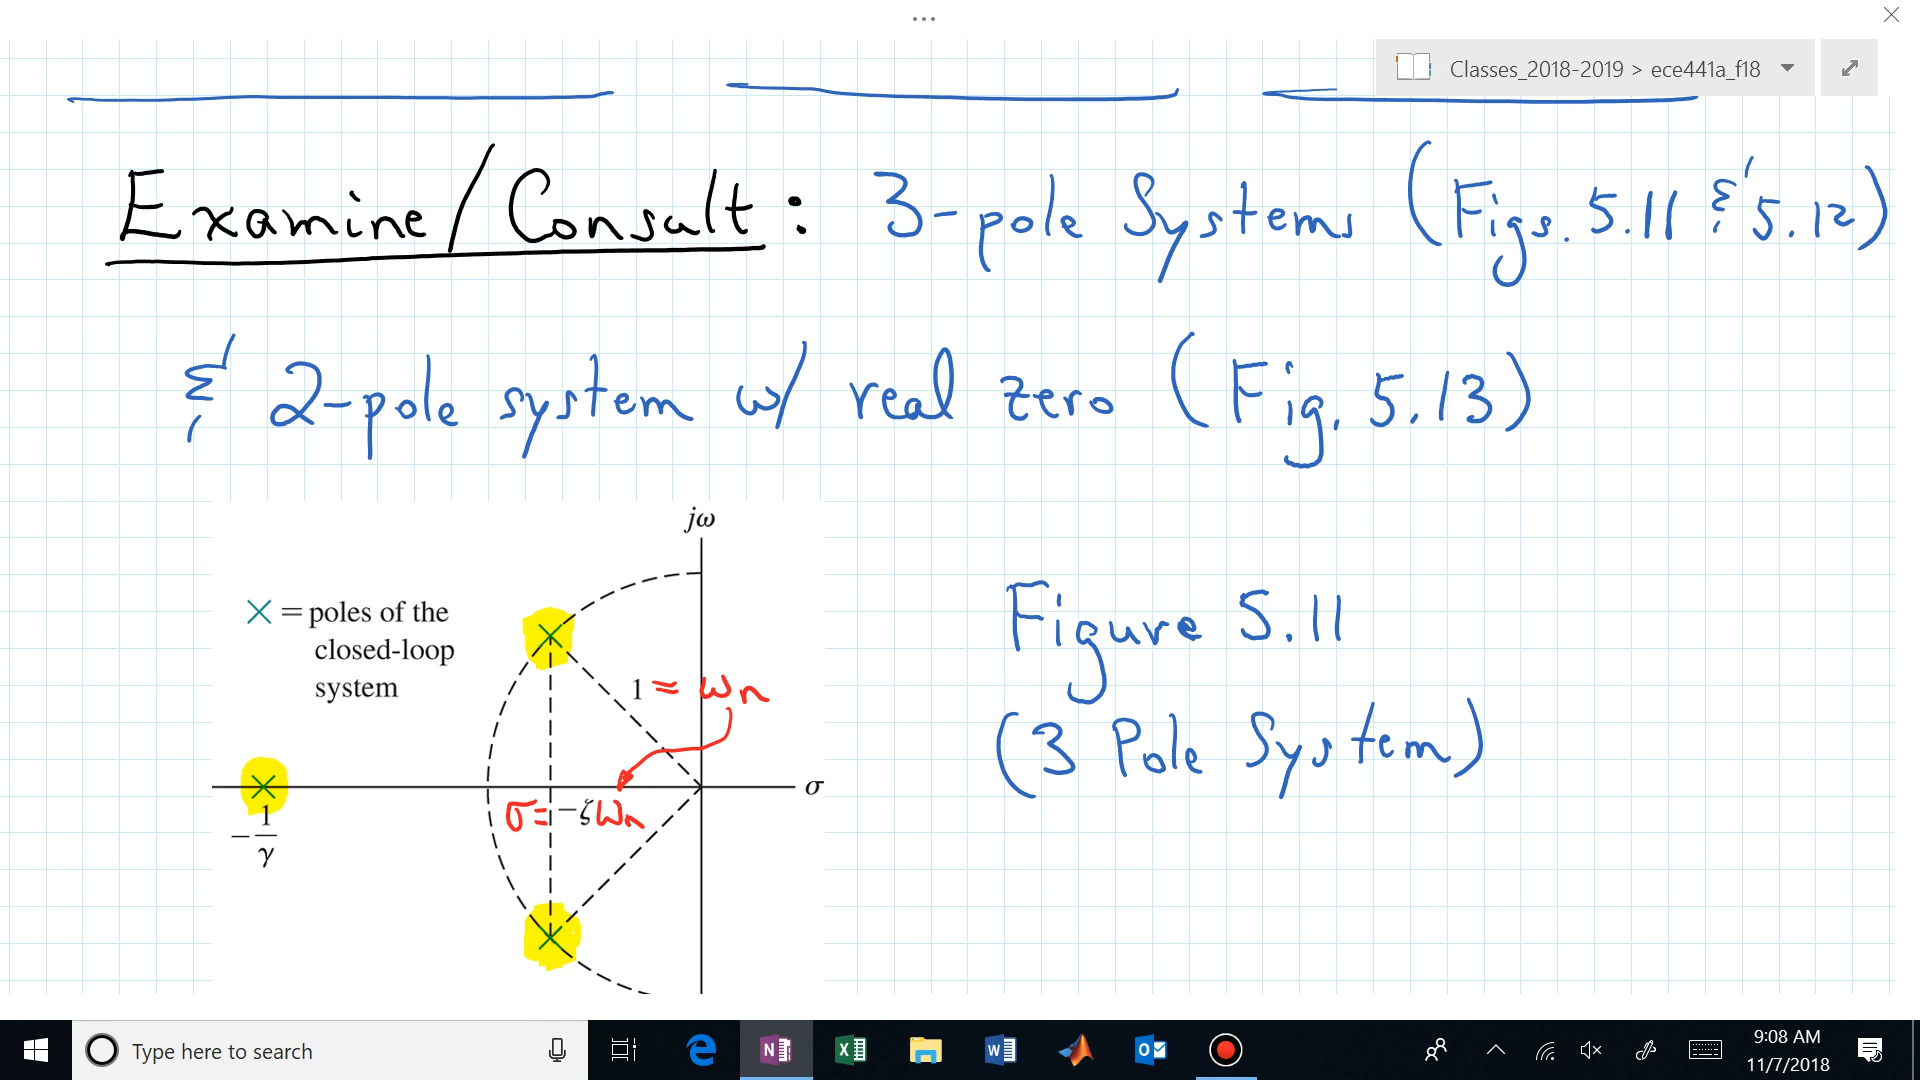 Classes_2018-2019 > ece441a_f18
Examine/Consult: 3-pole Systems (Figs. 5.11 & 5.12)
& 2-pole system w/ real zero (Fig. 5.13)
jω
× = poles of the
closed-loop
system
1 = ωn
σ
σ = -ζωn
-1/γ
Figure 5.11
(3 Pole System)
Type here to search
9:08 AM
11/7/2018